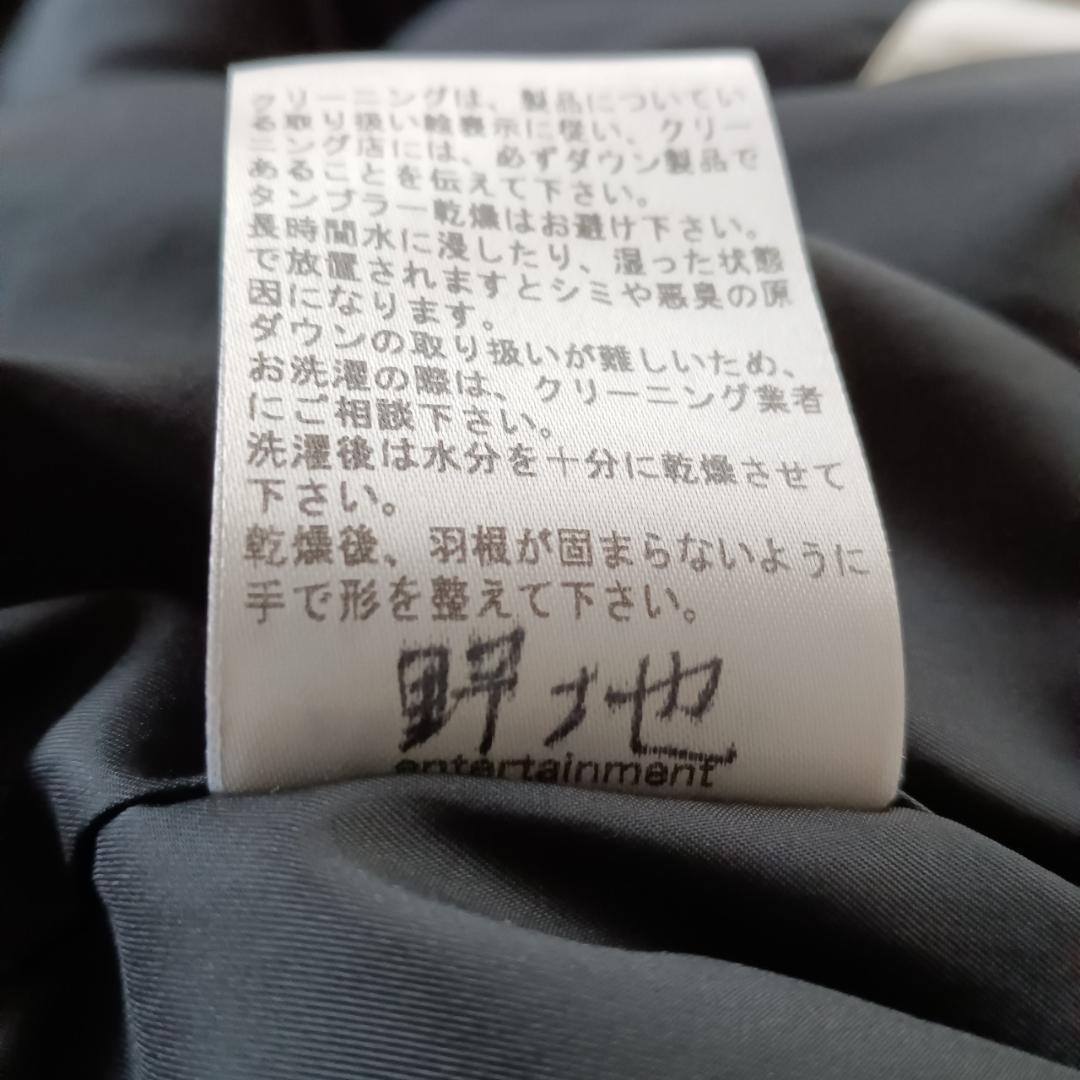 クリーニングは、製品についてい
る取り扱い絵表示に従い、クリー
ニング店には、必ずダウン製品で
あることを伝えて下さい。
タンブラー乾燥はお避け下さい。
長時間水に浸したり、湿った状態
で放置されますとシミや悪臭の原
因になります。
ダウンの取り扱いが難しいため、
お洗濯の際は、クリーニング業者
にご相談下さい。
洗濯後は水分を十分に乾燥させて
下さい。
乾燥後、羽根が固まらないように
手で形を整えて下さい。
野地
entertainment